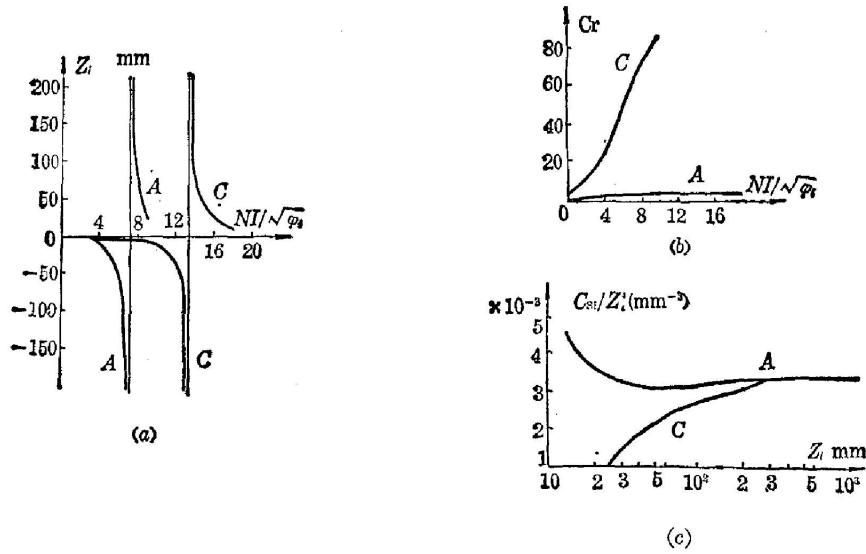 Z_i mm
200
150
100
50
0
-50
-100
-150
A
C
4 8 12 16 20
NI/√φ_s
A
C
(a)
Cr
80
60
40
20
0
C
A
4 8 12 16
NI/√φ_s
(b)
×10⁻³ /Z_i (mm⁻³)
5
4
3
2
1
A
C
Z_i mm
10 2 3 5 10² 2 3 5 10³
(c)